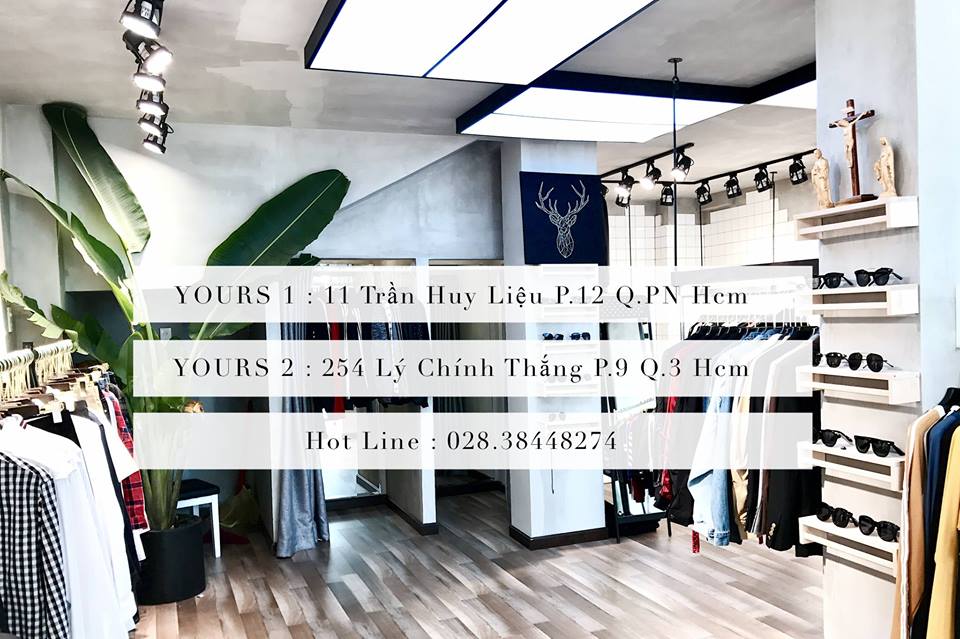 YOURS 1 : 11 Trần Huy Liệu P.12 Q.PN Hcm
YOURS 2 : 254 Lý Chính Thắng P.9 Q.3 Hcm
Hot Line : 028.38448274